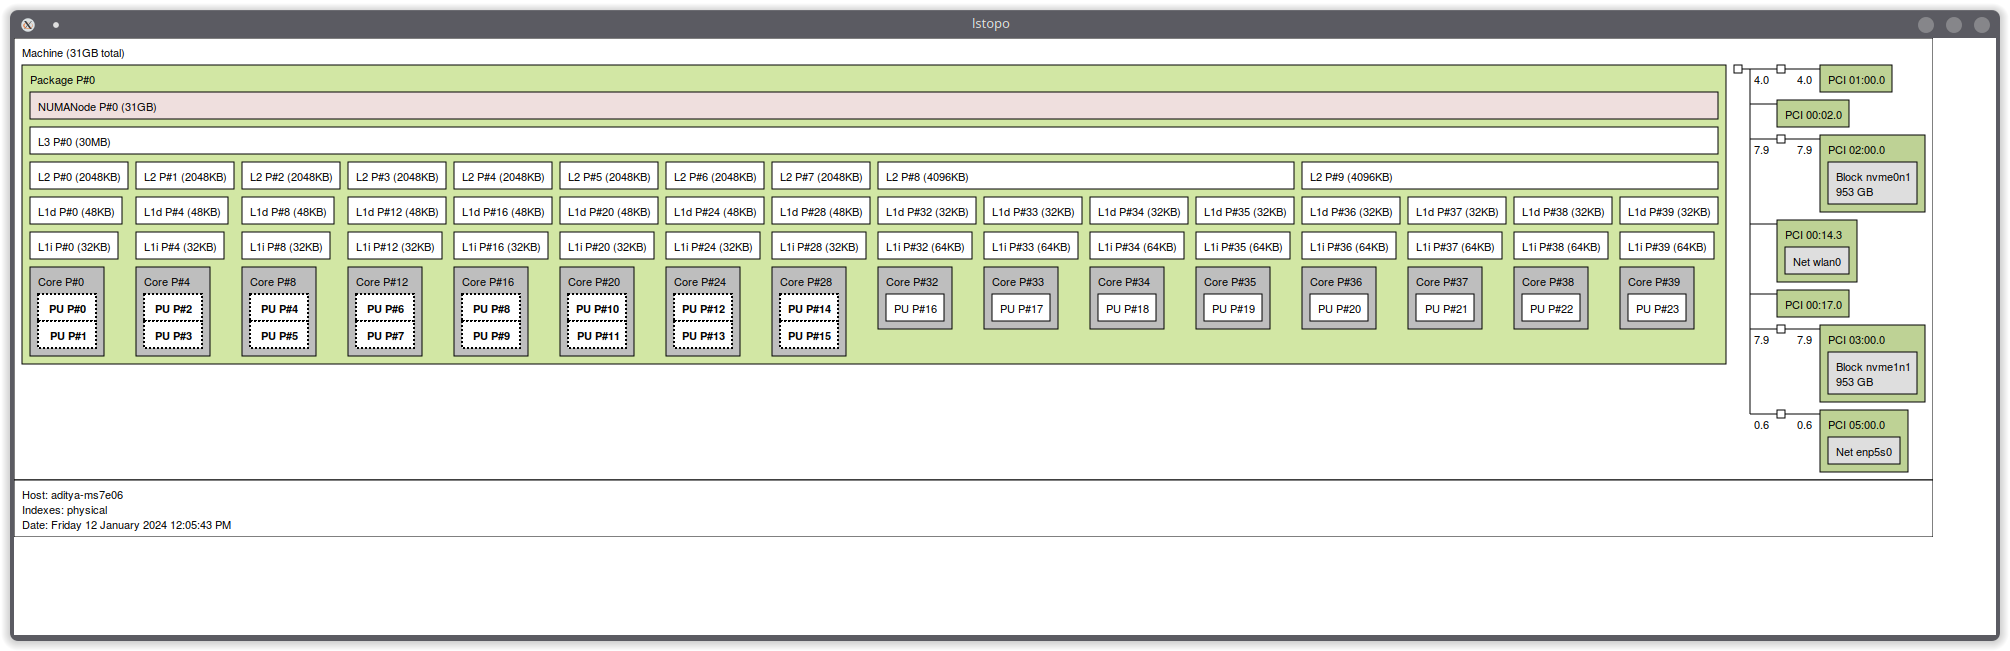 lstopo
Machine (31GB total)
Package P#0
NUMANode P#0 (31GB)
L3 P#0 (30MB)
L2 P#0 (2048KB) L2 P#1 (2048KB) L2 P#2 (2048KB) L2 P#3 (2048KB) L2 P#4 (2048KB) L2 P#5 (2048KB) L2 P#6 (2048KB) L2 P#7 (2048KB) L2 P#8 (4096KB) L2 P#9 (4096KB)
L1d P#0 (48KB) L1d P#4 (48KB) L1d P#8 (48KB) L1d P#12 (48KB) L1d P#16 (48KB) L1d P#20 (48KB) L1d P#24 (48KB) L1d P#28 (48KB) L1d P#32 (32KB) L1d P#33 (32KB) L1d P#34 (32KB) L1d P#35 (32KB) L1d P#36 (32KB) L1d P#37 (32KB) L1d P#38 (32KB) L1d P#39 (32KB)
L1i P#0 (32KB) L1i P#4 (32KB) L1i P#8 (32KB) L1i P#12 (32KB) L1i P#16 (32KB) L1i P#20 (32KB) L1i P#24 (32KB) L1i P#28 (32KB) L1i P#32 (64KB) L1i P#33 (64KB) L1i P#34 (64KB) L1i P#35 (64KB) L1i P#36 (64KB) L1i P#37 (64KB) L1i P#38 (64KB) L1i P#39 (64KB)
Core P#0 Core P#4 Core P#8 Core P#12 Core P#16 Core P#20 Core P#24 Core P#28 Core P#32 Core P#33 Core P#34 Core P#35 Core P#36 Core P#37 Core P#38 Core P#39
PU P#0 PU P#2 PU P#4 PU P#6 PU P#8 PU P#10 PU P#12 PU P#14 PU P#16 PU P#17 PU P#18 PU P#19 PU P#20 PU P#21 PU P#22 PU P#23
PU P#1 PU P#3 PU P#5 PU P#7 PU P#9 PU P#11 PU P#13 PU P#15
4.0 4.0 PCI 01:00.0
PCI 00:02.0
7.9 7.9 PCI 02:00.0
Block nvme0n1
953 GB
PCI 00:14.3
Net wlan0
PCI 00:17.0
7.9 7.9 PCI 03:00.0
Block nvme1n1
953 GB
0.6 0.6 PCI 05:00.0
Net enp5s0
Host: aditya-ms7e06
Indexes: physical
Date: Friday 12 January 2024 12:05:43 PM